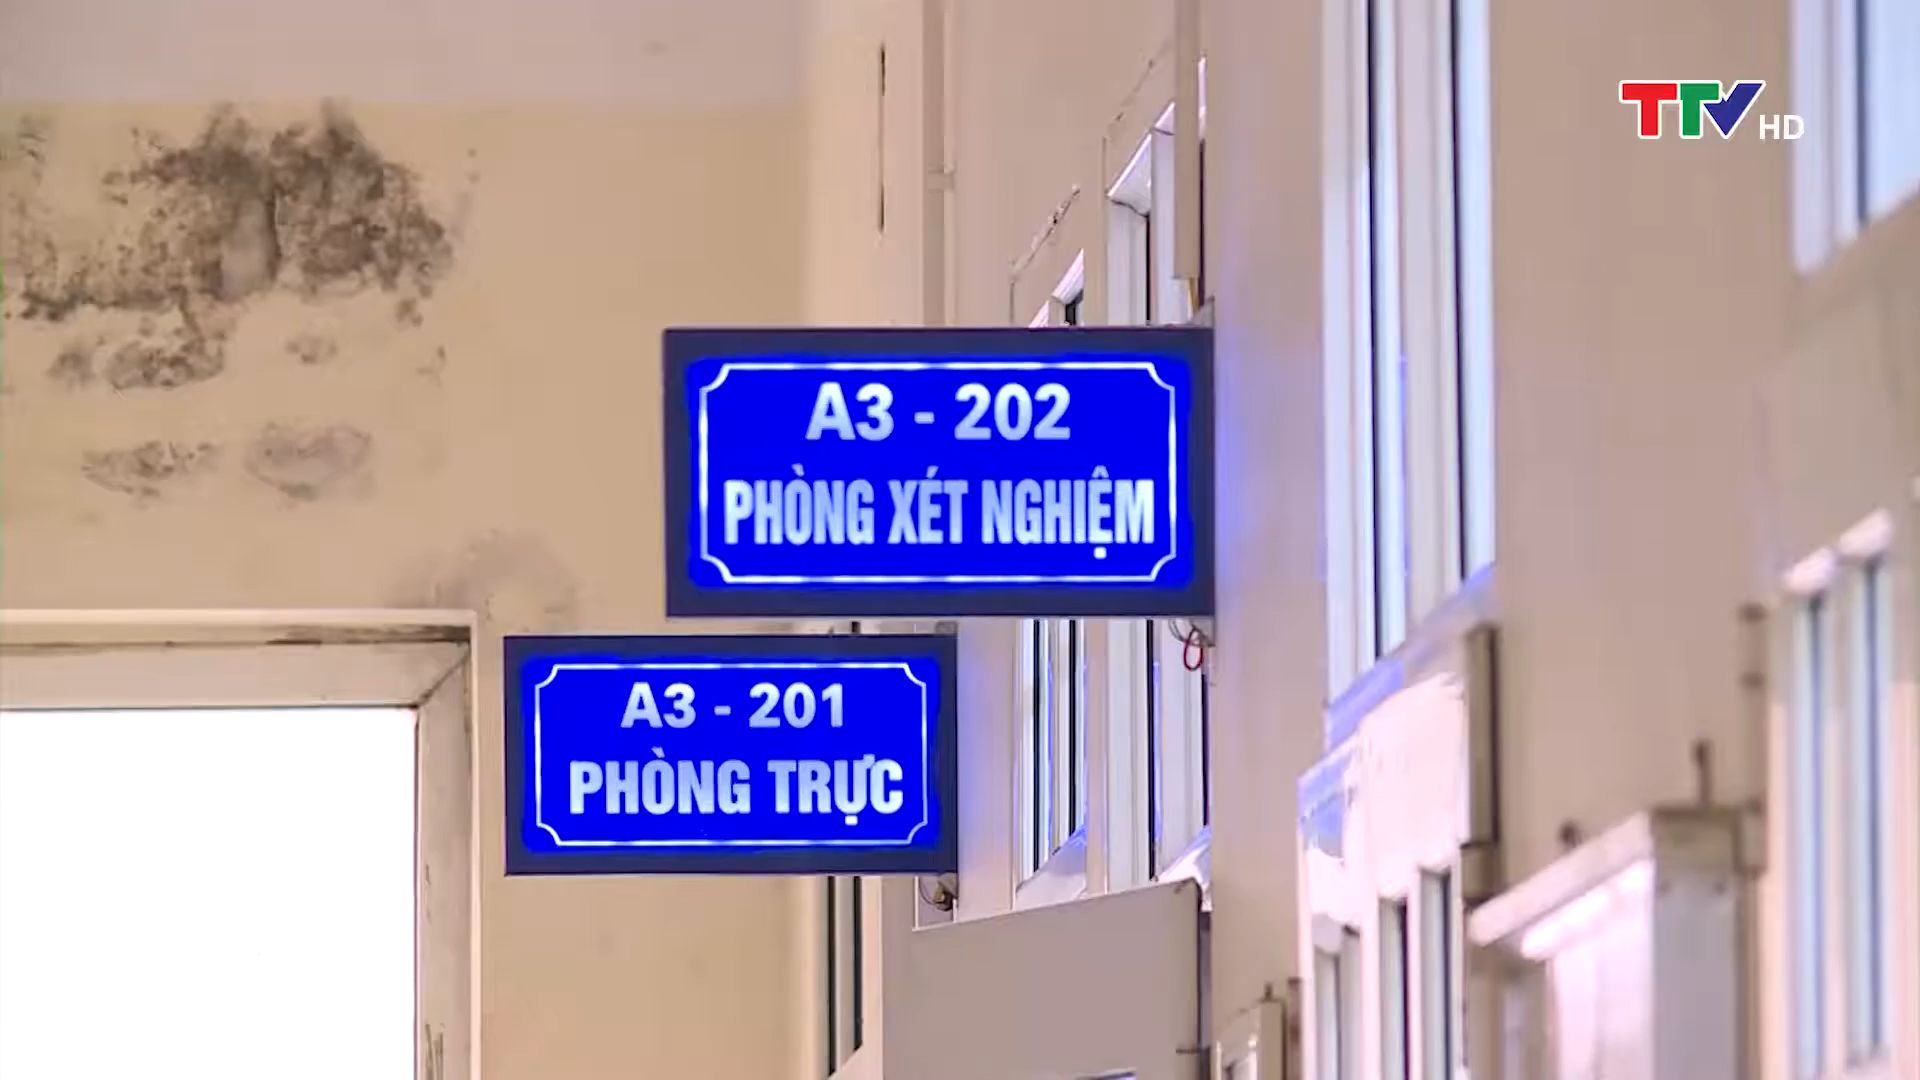 TTV HD
A3 - 202
PHÒNG XÉT NGHIỆM
A3 - 201
PHÒNG TRỰC